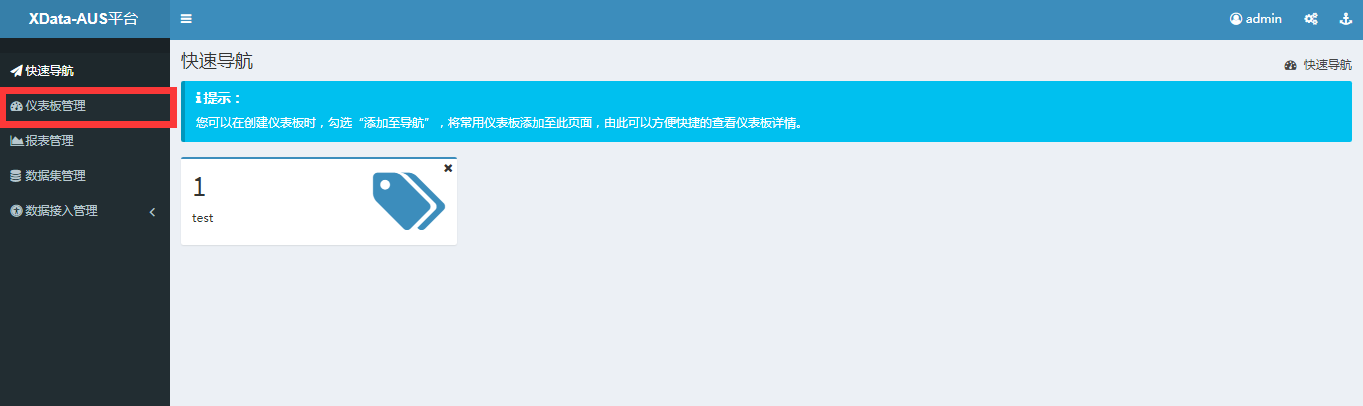 XData-AUS平台
admin
快速导航
仪表板管理
报表管理
数据集管理
数据接入管理
快速导航
快速导航
提示：
您可以在创建仪表板时，勾选“添加至导航”，将常用仪表板添加至此页面，由此可以方便快捷的查看仪表板详情。
1
test